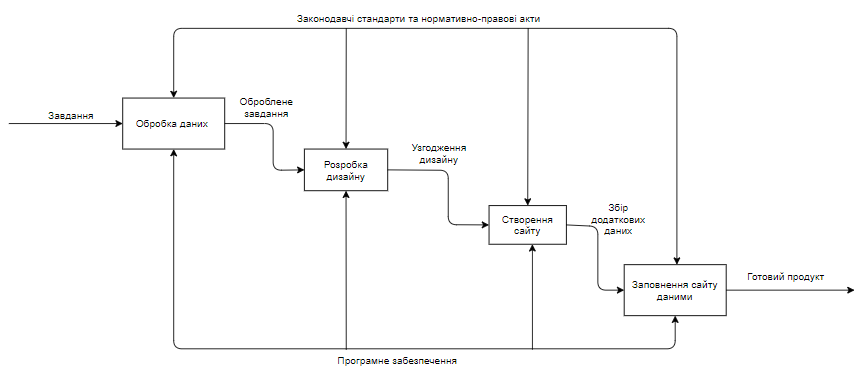 Законодавчі стандарти та нормативно-правові акти
Завдання
Обробка даних
Оброблене
завдання
Розробка
дизайну
Узгодження
дизайну
Створення
сайту
Збір
додаткових
даних
Заповнення сайту
даними
Готовий продукт
Програмне забезпечення